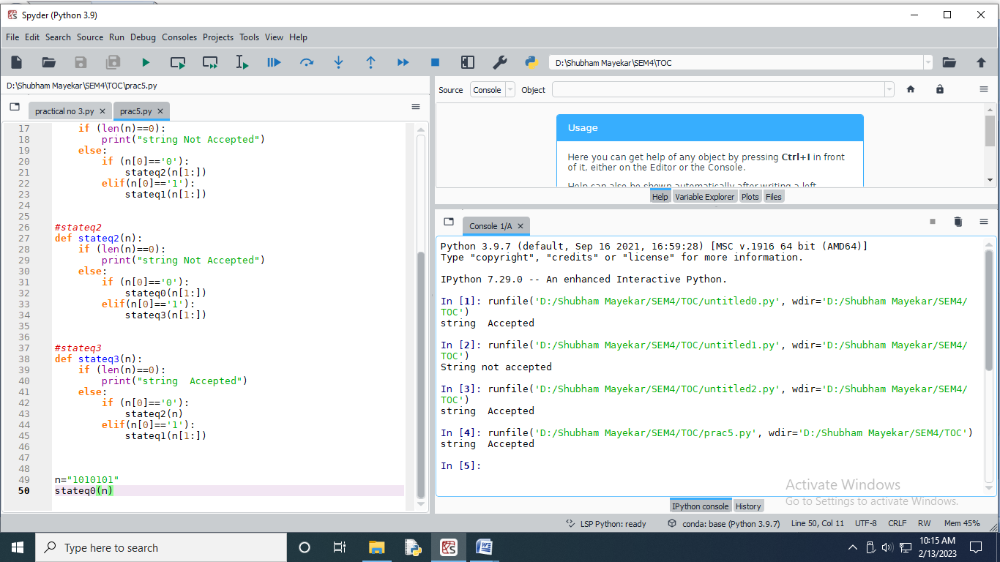 Spyder (Python 3.9)
File Edit Search Source Run Debug Consoles Projects Tools View Help
D:\Shubham Mayekar\SEM4\TOC
D:\Shubham Mayekar\SEM4\TOC\prac5.py
practical no 3.py
prac5.py
17 if (len(n)==0):
18 print("string Not Accepted")
19 else:
20 if (n[0]=='0'):
21 stateq2(n[1:])
22 elif(n[0]=='1'):
23 stateq1(n[1:])
24
25
26 #stateq2
27 def stateq2(n):
28 if (len(n)==0):
29 print("string Not Accepted")
30 else:
31 if (n[0]=='0'):
32 stateq0(n[1:])
33 elif(n[0]=='1'):
34 stateq3(n[1:])
35
36
37 #stateq3
38 def stateq3(n):
39 if (len(n)==0):
40 print("string  Accepted")
41 else:
42 if (n[0]=='0'):
43 stateq2(n)
44 elif(n[0]=='1'):
45 stateq1(n[1:])
46
47
48
49 n="1010101"
50 stateq0(n)
Source Console Object
Usage
Here you can get help of any object by pressing Ctrl+I in front
of it, either on the Editor or the Console.
Help can also be shown automatically after writing a left
Help Variable Explorer Plots Files
Console 1/A
Python 3.9.7 (default, Sep 16 2021, 16:59:28) [MSC v.1916 64 bit (AMD64)]
Type "copyright", "credits" or "license" for more information.
IPython 7.29.0 -- An enhanced Interactive Python.
In [1]: runfile('D:/Shubham Mayekar/SEM4/TOC/untitled0.py', wdir='D:/Shubham Mayekar/SEM4/
TOC')
string  Accepted
In [2]: runfile('D:/Shubham Mayekar/SEM4/TOC/untitled1.py', wdir='D:/Shubham Mayekar/SEM4/
TOC')
String not accepted
In [3]: runfile('D:/Shubham Mayekar/SEM4/TOC/untitled2.py', wdir='D:/Shubham Mayekar/SEM4/
TOC')
string  Accepted
In [4]: runfile('D:/Shubham Mayekar/SEM4/TOC/prac5.py', wdir='D:/Shubham Mayekar/SEM4/TOC')
string  Accepted
In [5]:
Activate Windows
Go to Settings to activate Windows.
IPython console History
LSP Python: ready conda: base (Python 3.9.7) Line 50, Col 11 UTF-8 CRLF RW Mem 45%
Type here to search
10:15 AM
2/13/2023